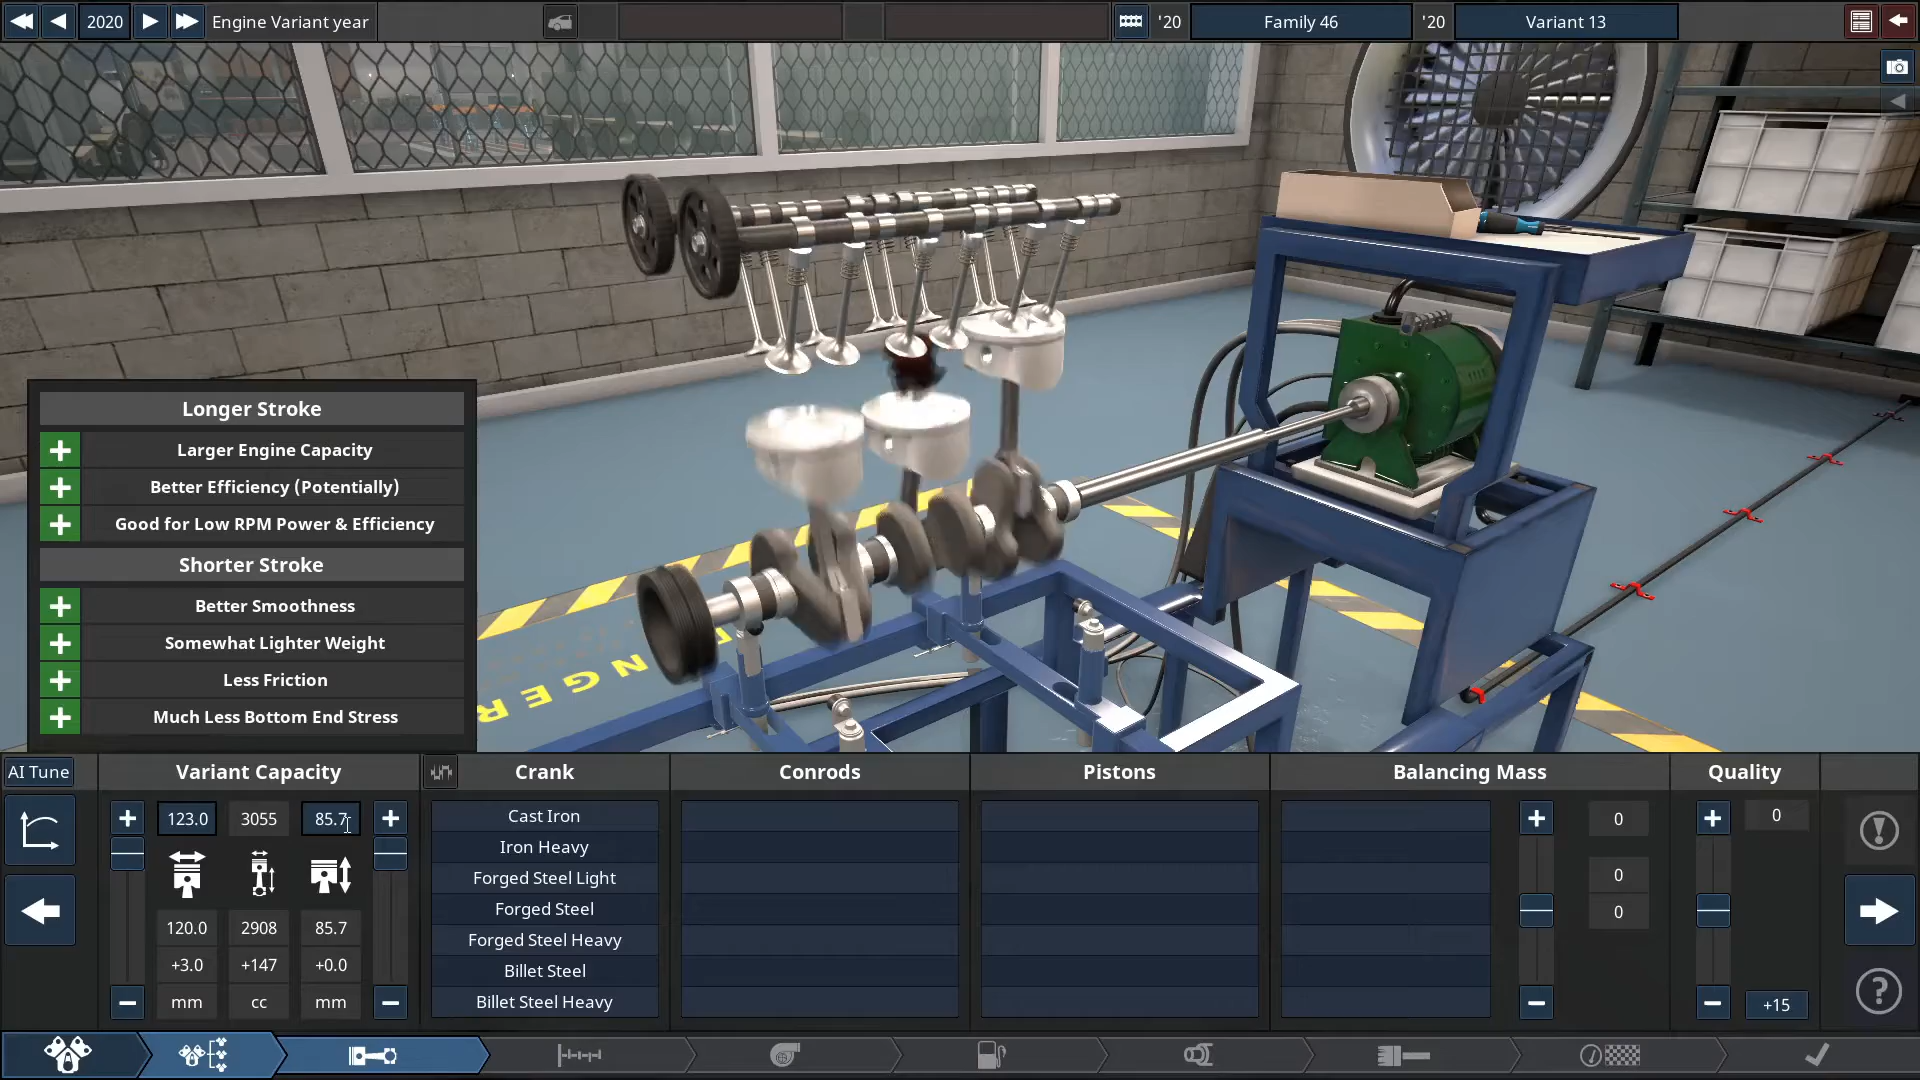 2020
Engine Variant year
'20
Family 46
'20
Variant 13
Longer Stroke
Larger Engine Capacity
Better Efficiency (Potentially)
Good for Low RPM Power & Efficiency
Shorter Stroke
Better Smoothness
Somewhat Lighter Weight
Less Friction
Much Less Bottom End Stress
NGER
AI Tune
Variant Capacity
Crank
Conrods
Pistons
Balancing Mass
Quality
123.0
3055
85.7
120.0
2908
85.7
+3.0
+147
+0.0
mm
cc
mm
Cast Iron
Iron Heavy
Forged Steel Light
Forged Steel
Forged Steel Heavy
Billet Steel
Billet Steel Heavy
0
0
0
0
+15
?